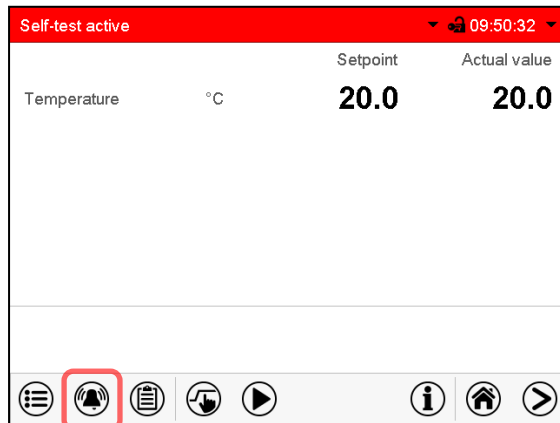 Self-test active 09:50:32
Setpoint Actual value
Temperature °C 20.0 20.0